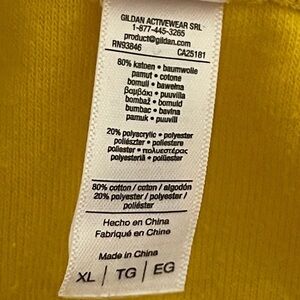 GILDAN ACTIVEWEAR SRL
1-877-445-3265
product@gildan.com
RN93846 CA25181
80% katoen • baumwolle
pamut • cotone
bomull • bawełna
βαμβάκι • puuvilla
bombaž • bomuld
bumbac • bavlna
pamuk • puuvill
20% polyacrylic • polyester
poliészter • poliestere
poliester • πολυεστέρας
polyesteriä • polüester
80% cotton / coton / algodón
20% polyester / polyester /
poliéster
Hecho en China
Fabriqué en Chine
Made in China
XL | TG | EG